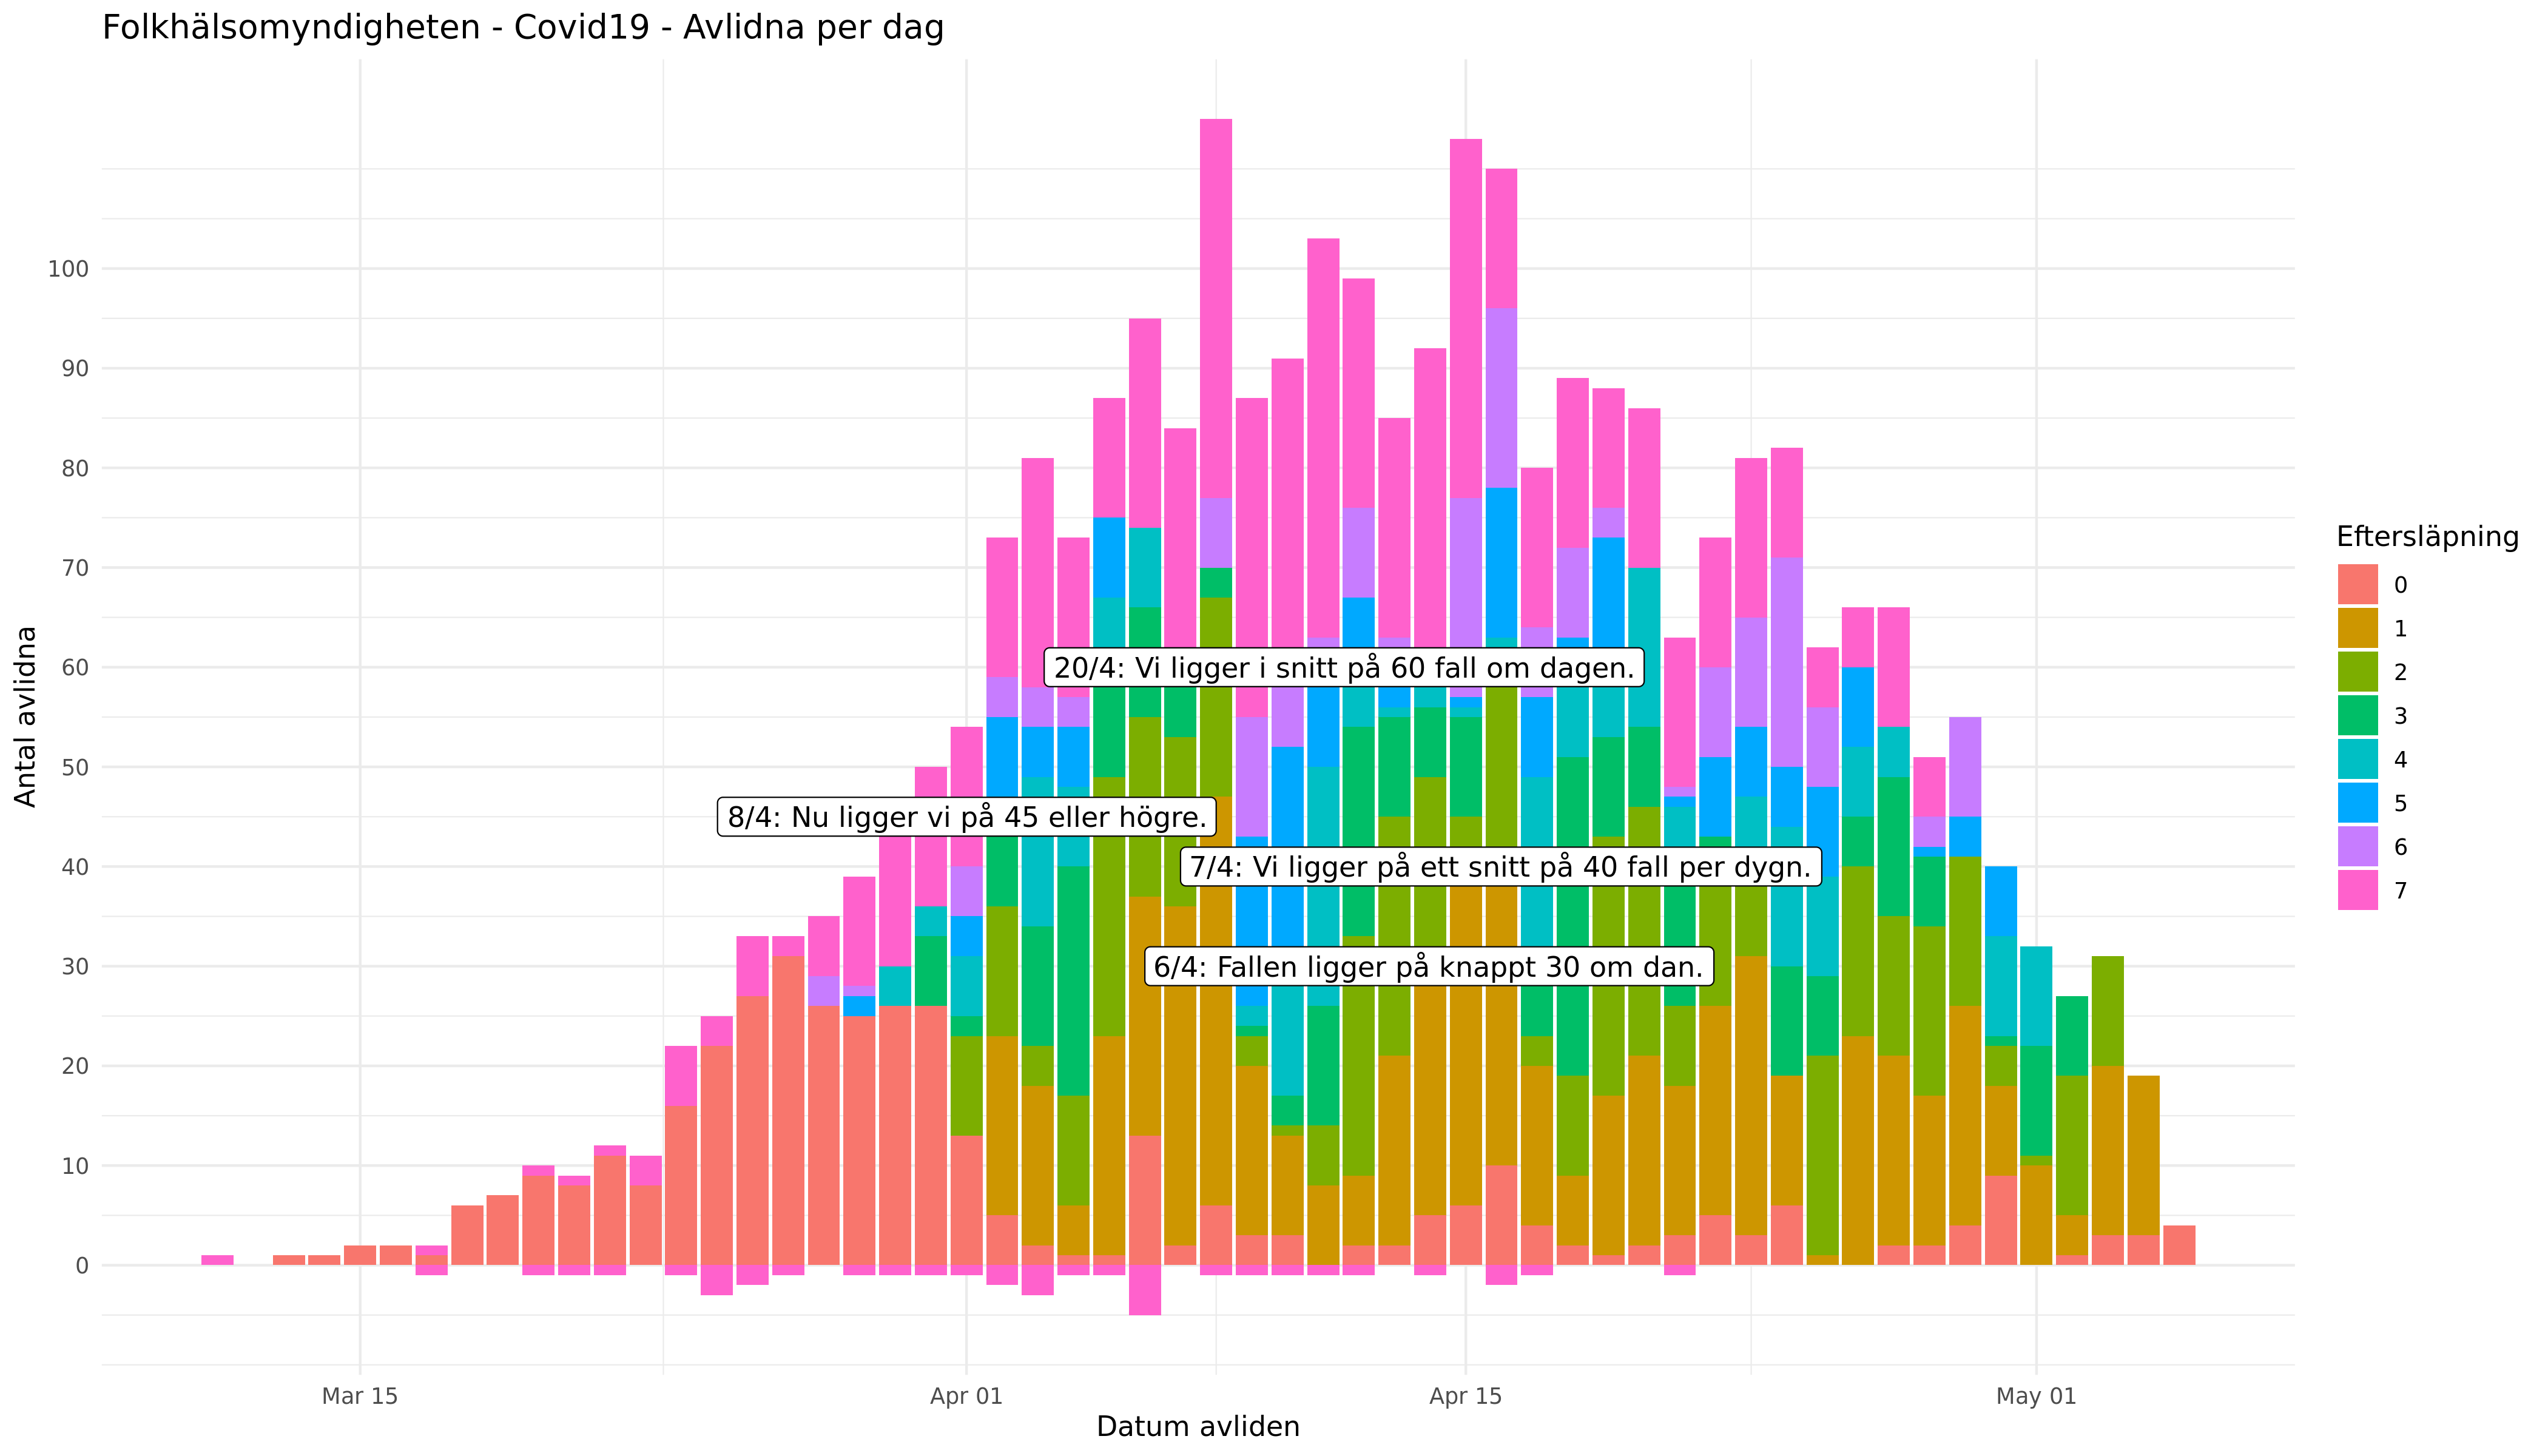 Folkhälsomyndigheten - Covid19 - Avlidna per dag
Antal avlidna
100
90
80
70
60
50
40
30
20
10
0
20/4: Vi ligger i snitt på 60 fall om dagen.
8/4: Nu ligger vi på 45 eller högre.
7/4: Vi ligger på ett snitt på 40 fall per dygn.
6/4: Fallen ligger på knappt 30 om dan.
Mar 15
Apr 01
Apr 15
May 01
Datum avliden
Eftersläpning
0
1
2
3
4
5
6
7